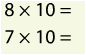 8 × 10 =
7 × 10 =